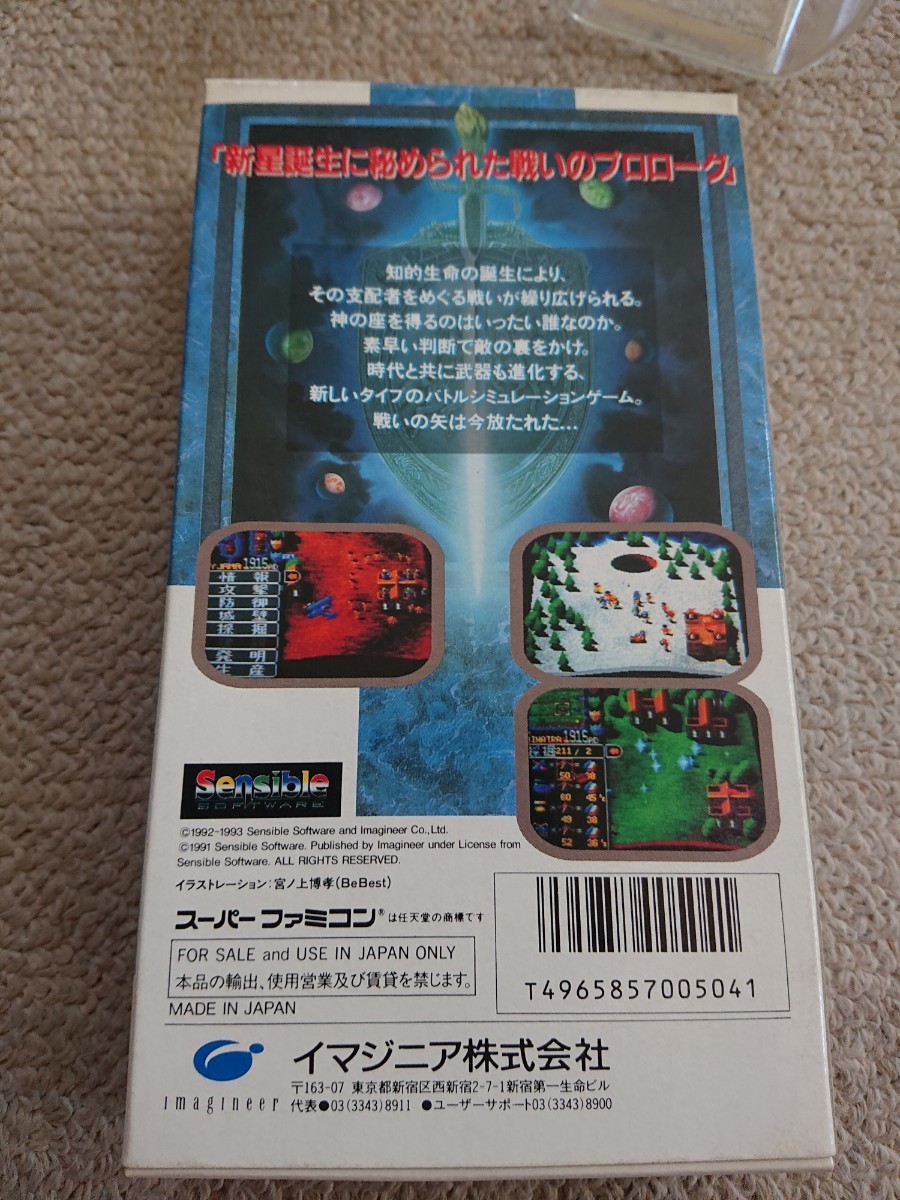 「新星誕生に秘められた戦いのプロローグ」
知的生命の誕生により、
その支配者をめぐる戦いが繰り広げられる。
神の座を得るのはいったい誰なのか。
素早い判断で敵の裏をかけ。
時代と共に武器も進化する、
新しいタイプのバトルシミュレーションゲーム。
戦いの矢は今放たれた…
1915AD
情報
攻撃
防御
城壁
採掘
発明
生産
1915AD
211/2
50
60
49 38
52
Sensible
SOFTWARE
©1992-1993 Sensible Software and Imagineer Co.,Ltd.
©1991 Sensible Software. Published by Imagineer under License from
Sensible Software. ALL RIGHTS RESERVED.
イラストレーション:宮ノ上博孝(BeBest)
スーパーファミコン®は任天堂の商標です
FOR SALE and USE IN JAPAN ONLY
本品の輸出、使用営業及び賃貸を禁じます。
MADE IN JAPAN
T4965857005041
imagineer
イマジニア株式会社
〒163-07 東京都新宿区西新宿2-7-1新宿第一生命ビル
代表●03(3343)8911 ●ユーザーサポート03(3343)8900